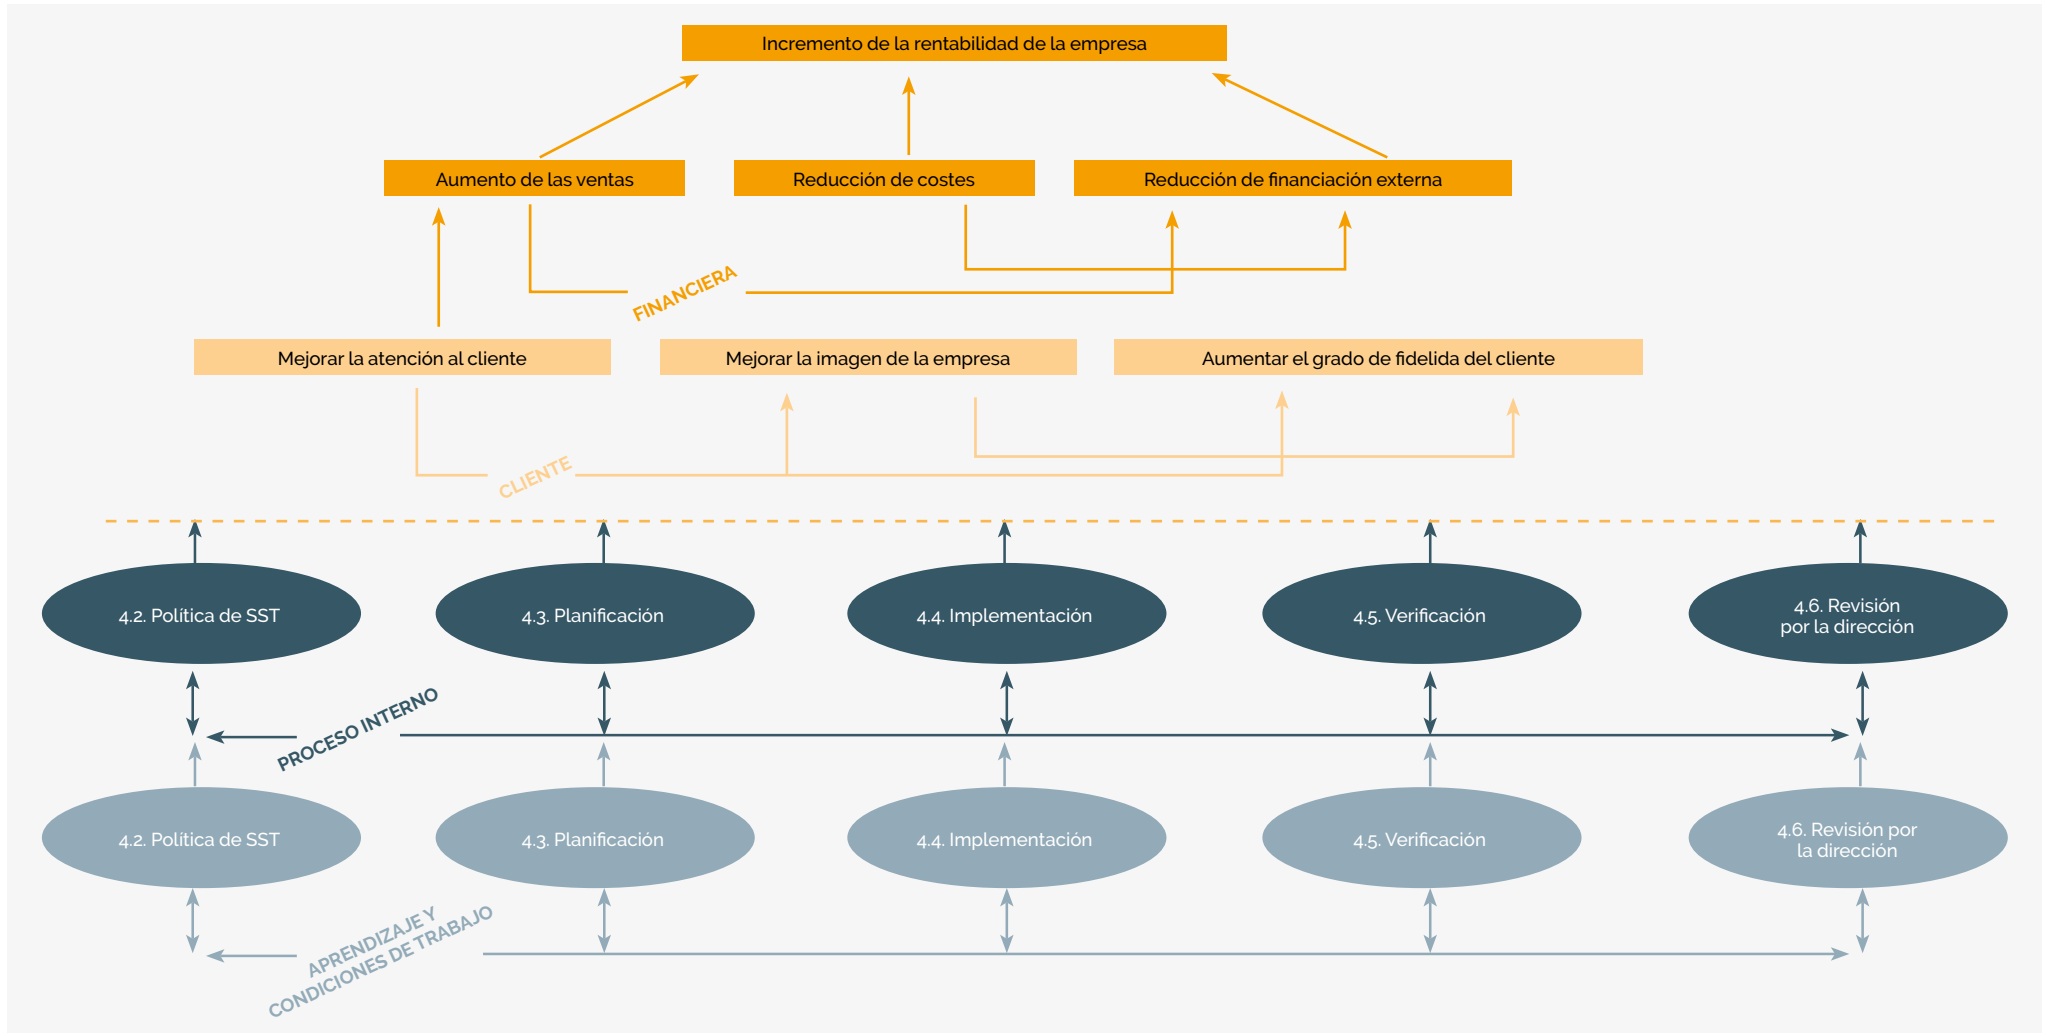 Incremento de la rentabilidad de la empresa
Aumento de las ventas
Reducción de costes
Reducción de financiación externa
FINANCIERA
Mejorar la atención al cliente
Mejorar la imagen de la empresa
Aumentar el grado de fidelida del cliente
CLIENTE
4.2. Política de SST
4.3. Planificación
4.4. Implementación
4.5. Verificación
4.6. Revisión
por la dirección
PROCESO INTERNO
4.2. Política de SST
4.3. Planificación
4.4. Implementación
4.5. Verificación
4.6. Revisión por
la dirección
APRENDIZAJE Y
CONDICIONES DE TRABAJO